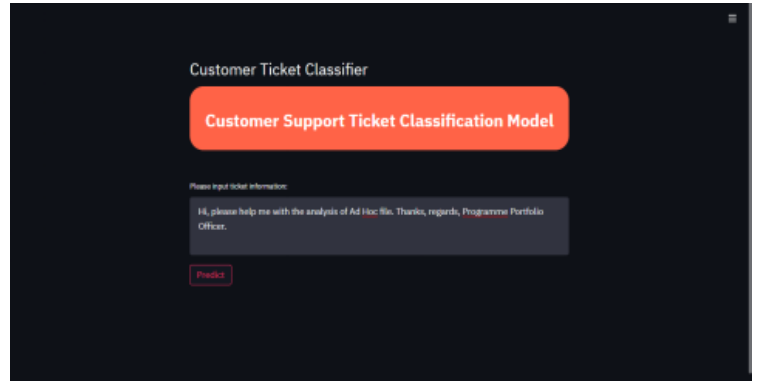 Customer Ticket Classifier
Customer Support Ticket Classification Model
Please input ticket information:
Hi, please help me with the analysis of Ad Hoc file. Thanks, regards, Programme Portfolio
Officer.
Predict